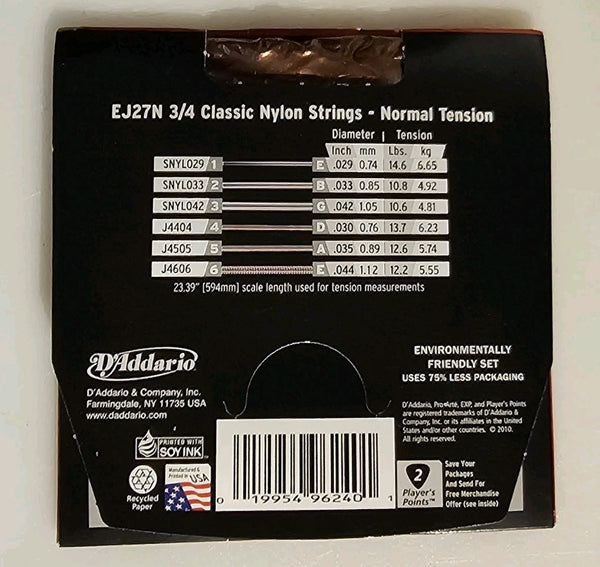 EJ27N 3/4 Classic Nylon Strings - Normal Tension
Diameter | Tension
Inch mm Lbs. kg
SNYL029 1 E .029 0.74 14.6 6.65
SNYL033 2 B .033 0.85 10.8 4.92
SNYL042 3 G .042 1.05 10.6 4.81
J4404 4 D .030 0.76 13.7 6.23
J4505 5 A .035 0.89 12.6 5.74
J4606 6 E .044 1.12 12.2 5.55
23.39" (594mm) scale length used for tension measurements
D'Addario
D'Addario & Company, Inc.
Farmingdale, NY 11735 USA
www.daddario.com
ENVIRONMENTALLY
FRIENDLY SET
USES 75% LESS PACKAGING
D'Addario, Pro•Arte, EXP, and Player's Points
are registered trademarks of D'Addario &
Company, Inc. or its affiliates in the United
States and/or other countries. © 2010.
All rights reserved.
PRINTED WITH
SOY INK
Recycled
Paper
Manufactured &
Printed in USA
0 19954 96240 1
2
Player's
Points™
Save Your
Packages
And Send For
Free Merchandise
Offer (see inside)